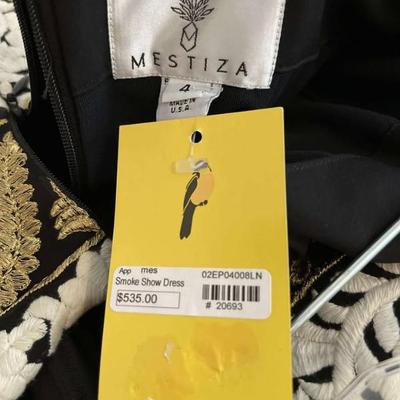 MESTIZA
4
MADE IN
U.S.A.
App mes 02EP04008LN
Smoke Show Dress
$535.00 # 20693